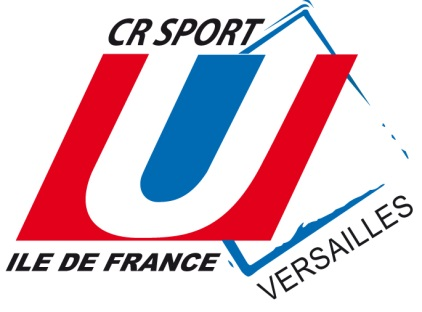 CR SPORT
U
ILE DE FRANCE
VERSAILLES